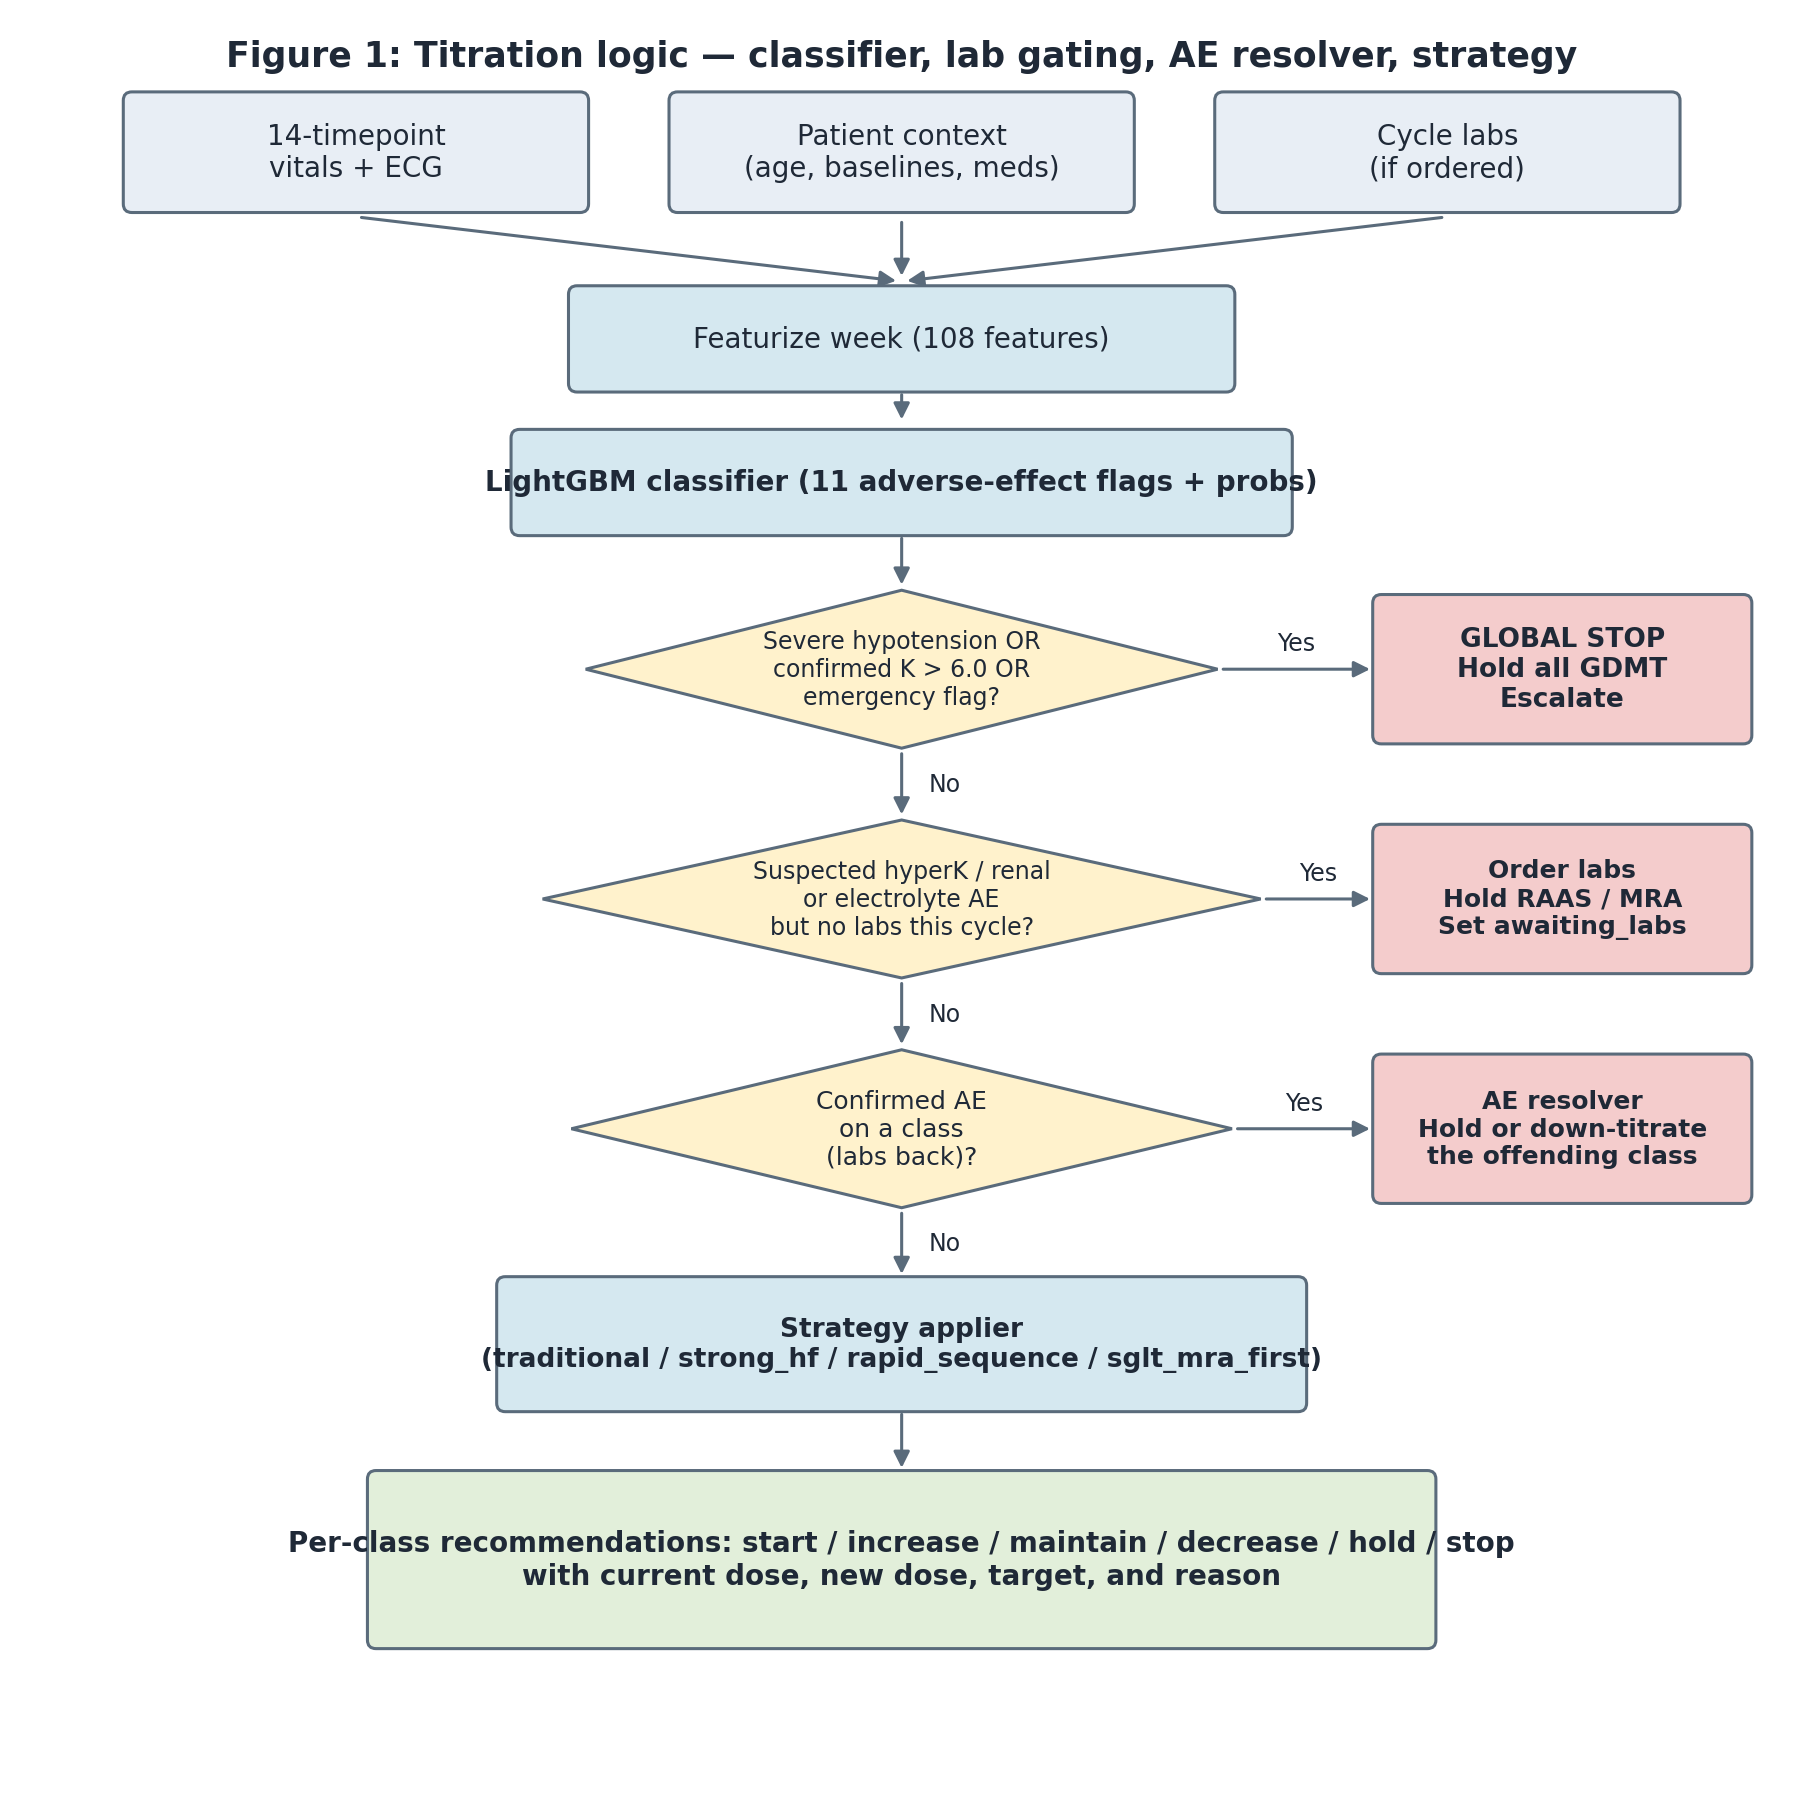 Figure 1: Titration logic — classifier, lab gating, AE resolver, strategy
14-timepoint
vitals + ECG
Patient context
(age, baselines, meds)
Cycle labs
(if ordered)
Featurize week (108 features)
LightGBM classifier (11 adverse-effect flags + probs)
Severe hypotension OR
confirmed K > 6.0 OR
emergency flag?
Yes
GLOBAL STOP
Hold all GDMT
Escalate
No
Suspected hyperK / renal
or electrolyte AE
but no labs this cycle?
Yes
Order labs
Hold RAAS / MRA
Set awaiting_labs
No
Confirmed AE
on a class
(labs back)?
Yes
AE resolver
Hold or down-titrate
the offending class
No
Strategy applier
(traditional / strong_hf / rapid_sequence / sglt_mra_first)
Per-class recommendations: start / increase / maintain / decrease / hold / stop
with current dose, new dose, target, and reason